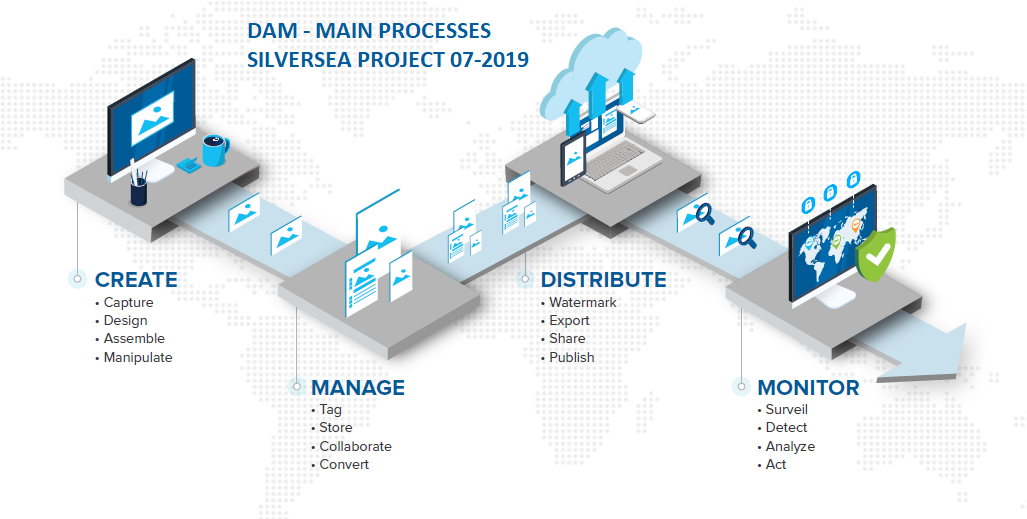 DAM - MAIN PROCESSES
SILVERSEA PROJECT 07-2019
CREATE
• Capture
• Design
• Assemble
• Manipulate
MANAGE
• Tag
• Store
• Collaborate
• Convert
DISTRIBUTE
• Watermark
• Export
• Share
• Publish
MONITOR
• Surveil
• Detect
• Analyze
• Act